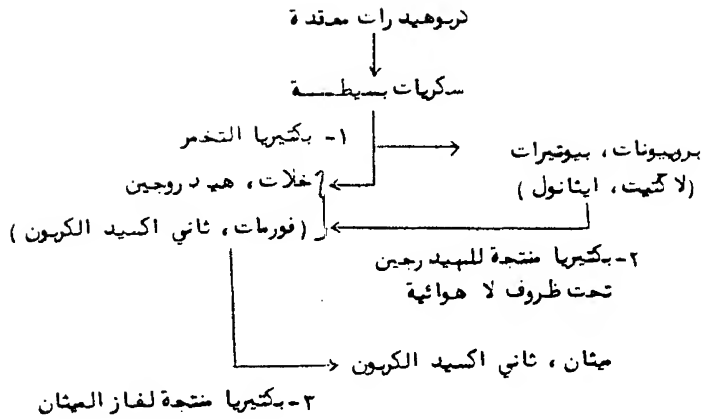 كربوهيدرات معقدة
سكريات بسيطة
١- بكتيريا التخمر
بروبيونات، بيوتيرات
(لاكتيت، ايثانول)
خلات، هيدروجين
(فورمات، ثاني اكسيد الكربون)
٢- بكتيريا منتجة للهيدرجين
تحت ظروف لا هوائية
ميثان، ثاني اكسيد الكربون
٣- بكتيريا منتجة لغاز الميثان